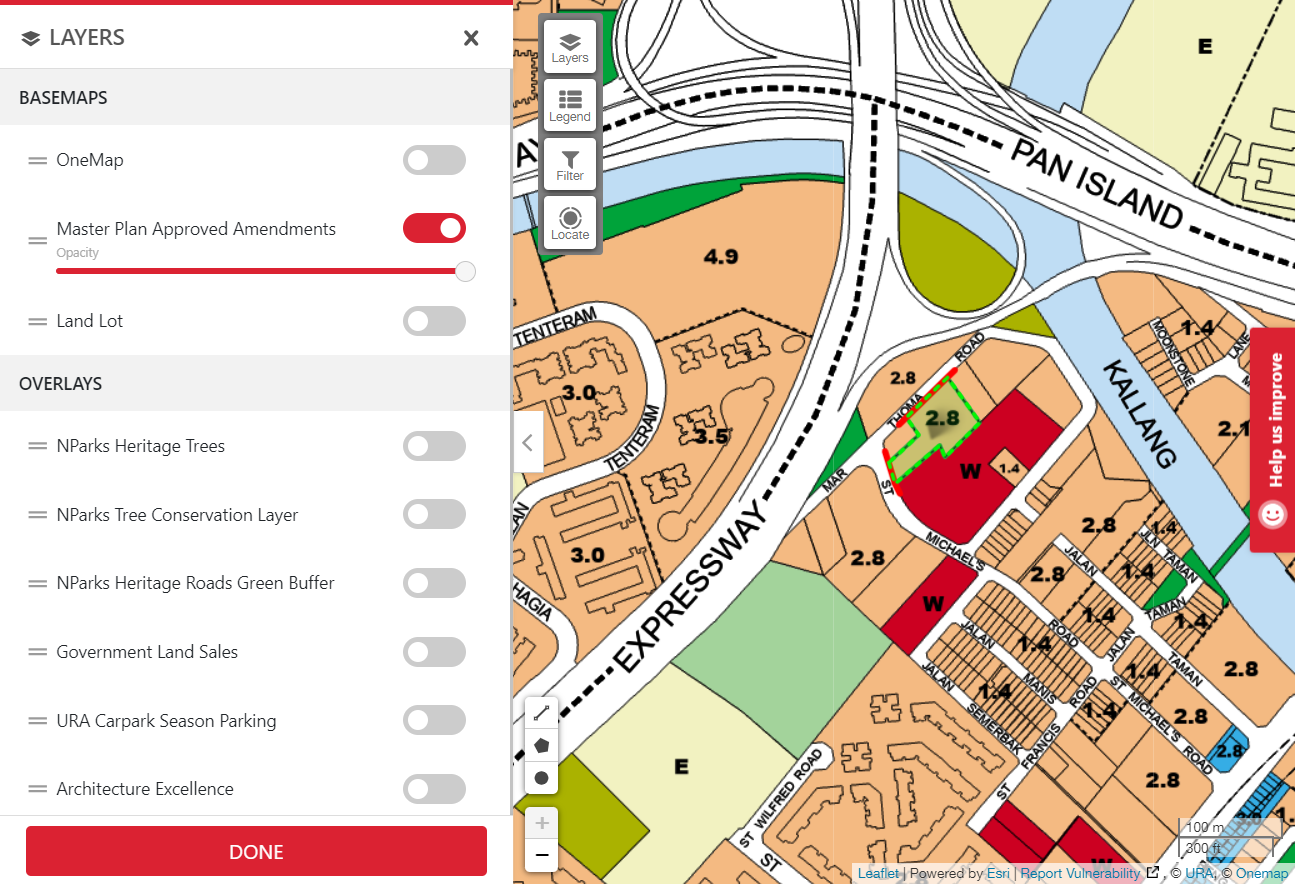 LAYERS
BASEMAPS
OneMap
Master Plan Approved Amendments
Opacity
Land Lot
OVERLAYS
NParks Heritage Trees
NParks Tree Conservation Layer
NParks Heritage Roads Green Buffer
Government Land Sales
URA Carpark Season Parking
Architecture Excellence
DONE
Layers
Legend
Filter
Locate
E
PAN ISLAND
4.9
TENTERAM
1.4
MOONSTONE
LANE
ROAD
2.8
THOMA
KALLANG
3.0
2.8
3.5
TENTERAM
2.1
Help us improve
W
1.4
MAR
ST
EXPRESSWAY
2.8
1.4
JLN TAMAN
3.0
MICHAEL'S
2.8
JALAN
1.4
2.8
HAGIA
W
1.4
TAMAN
1.4
JALAN
ROAD
1.4
JALAN
2.8
1.4
TAMAN
JALAN
MANIS
ROAD
1.4
SEMERBAK
1.4
ST MICHAEL'S ROAD
2.8
FRANCIS
ST
2.8
E
2.8
ST WILFRED ROAD
ST
W
100 m
300 ft
Leaflet | Powered by Esri | Report Vulnerability , © URA, © Onemap